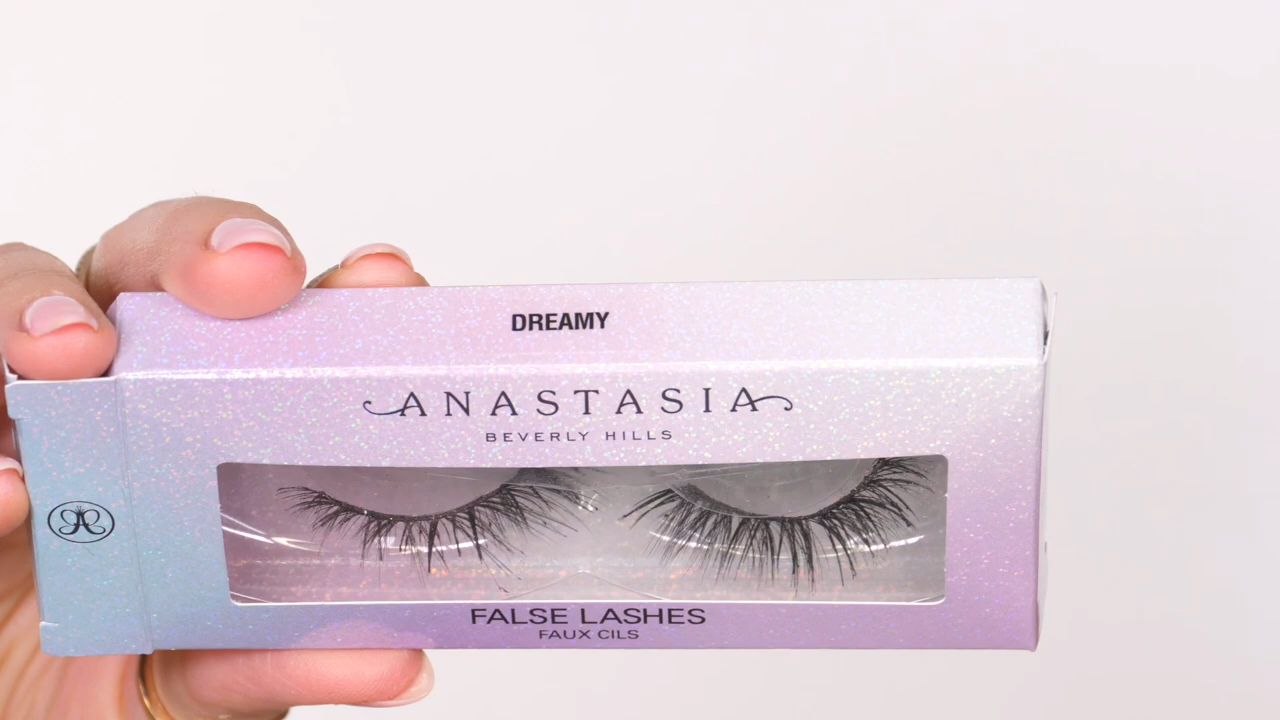 DREAMY
ANASTASIA
BEVERLY HILLS
FALSE LASHES
FAUX CILS